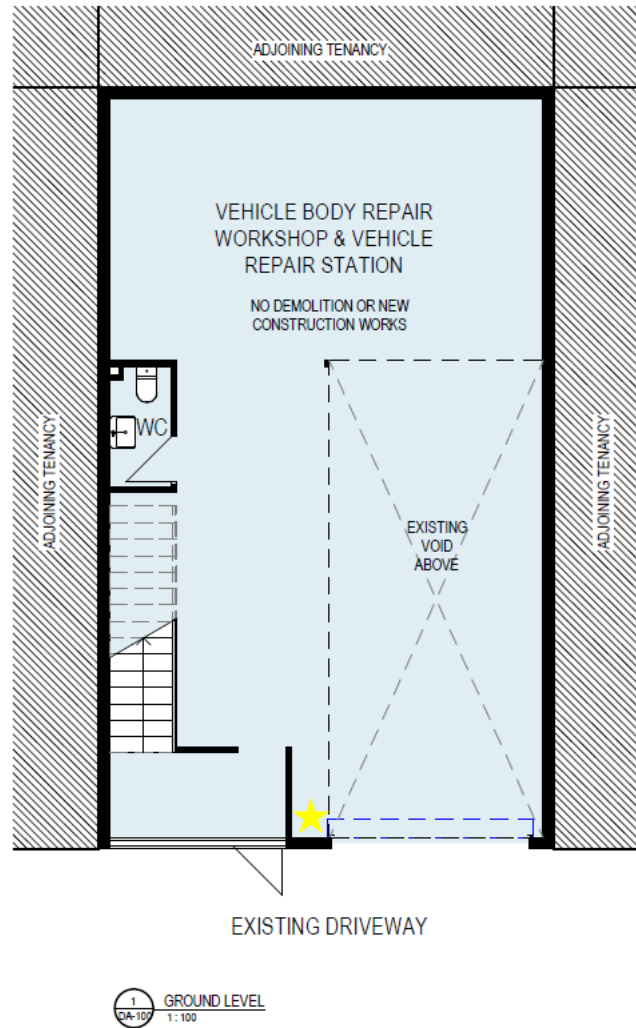 ADJOINING TENANCY
VEHICLE BODY REPAIR
WORKSHOP & VEHICLE
REPAIR STATION
NO DEMOLITION OR NEW
CONSTRUCTION WORKS
WC
ADJOINING TENANCY
EXISTING
VOID
ABOVE
ADJOINING TENANCY
EXISTING DRIVEWAY
1
DA-100
GROUND LEVEL
1 : 100